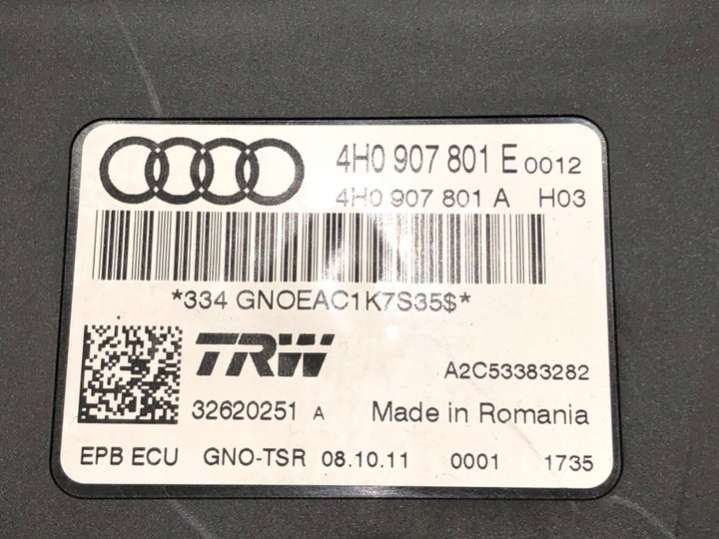 4H0 907 801 E 0012
4H0 907 801 A H03
*334 GNOEAC1K7S35$*
TRW
A2C53383282
32620251 A Made in Romania
EPB ECU GNO-TSR 08.10.11 0001 1735